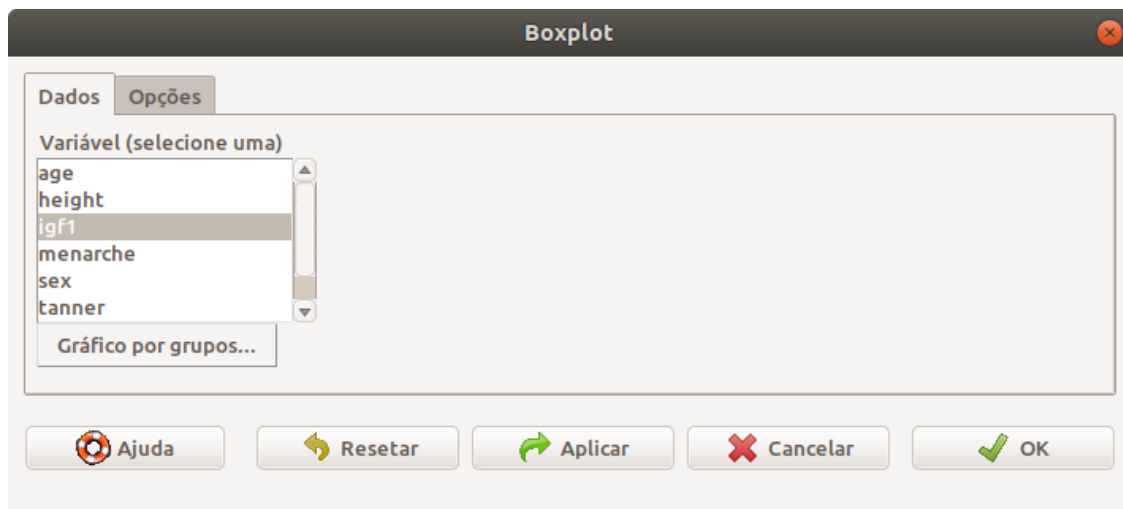 Boxplot
Dados Opções
Variável (selecione uma)
age
height
igf1
menarche
sex
tanner
Gráfico por grupos...
Ajuda Resetar Aplicar Cancelar OK